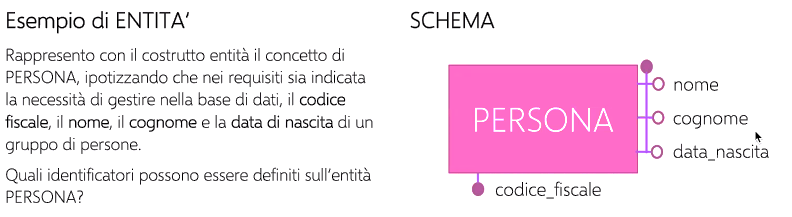 Esempio di ENTITA'
Rappresento con il costrutto entità il concetto di
PERSONA, ipotizzando che nei requisiti sia indicata
la necessità di gestire nella base di dati, il codice
fiscale, il nome, il cognome e la data di nascita di un
gruppo di persone.
Quali identificatori possono essere definiti sull'entità
PERSONA?
SCHEMA
PERSONA
nome
cognome
data_nascita
codice_fiscale